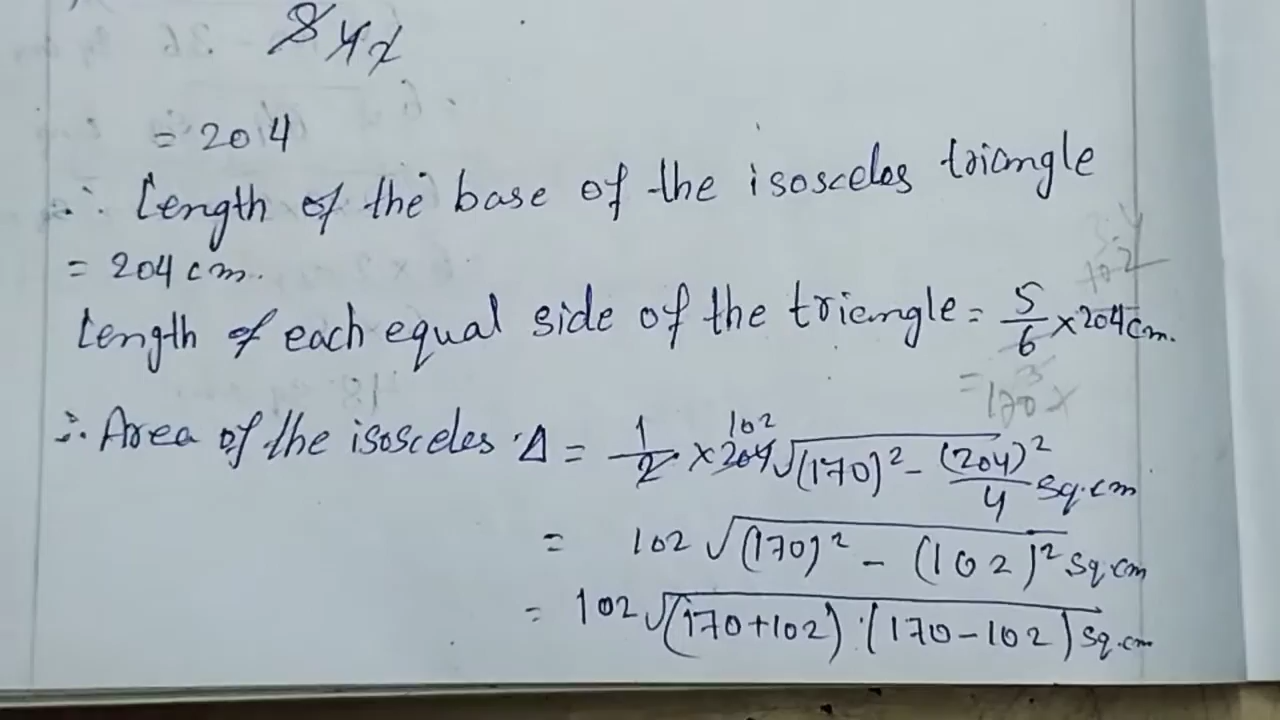 = 204
∴ Length of the base of the isosceles triangle
= 204 cm.
Length of each equal side of the triangle = 5/6 × 204 cm.
102
= 170
∴ Area of the isosceles Δ = 1/2 × 204 √((170)² - (204)²/4) sq.cm
102
= 102 √((170)² - (102)²) sq.cm
= 102 √((170+102) · (170-102)) sq.cm